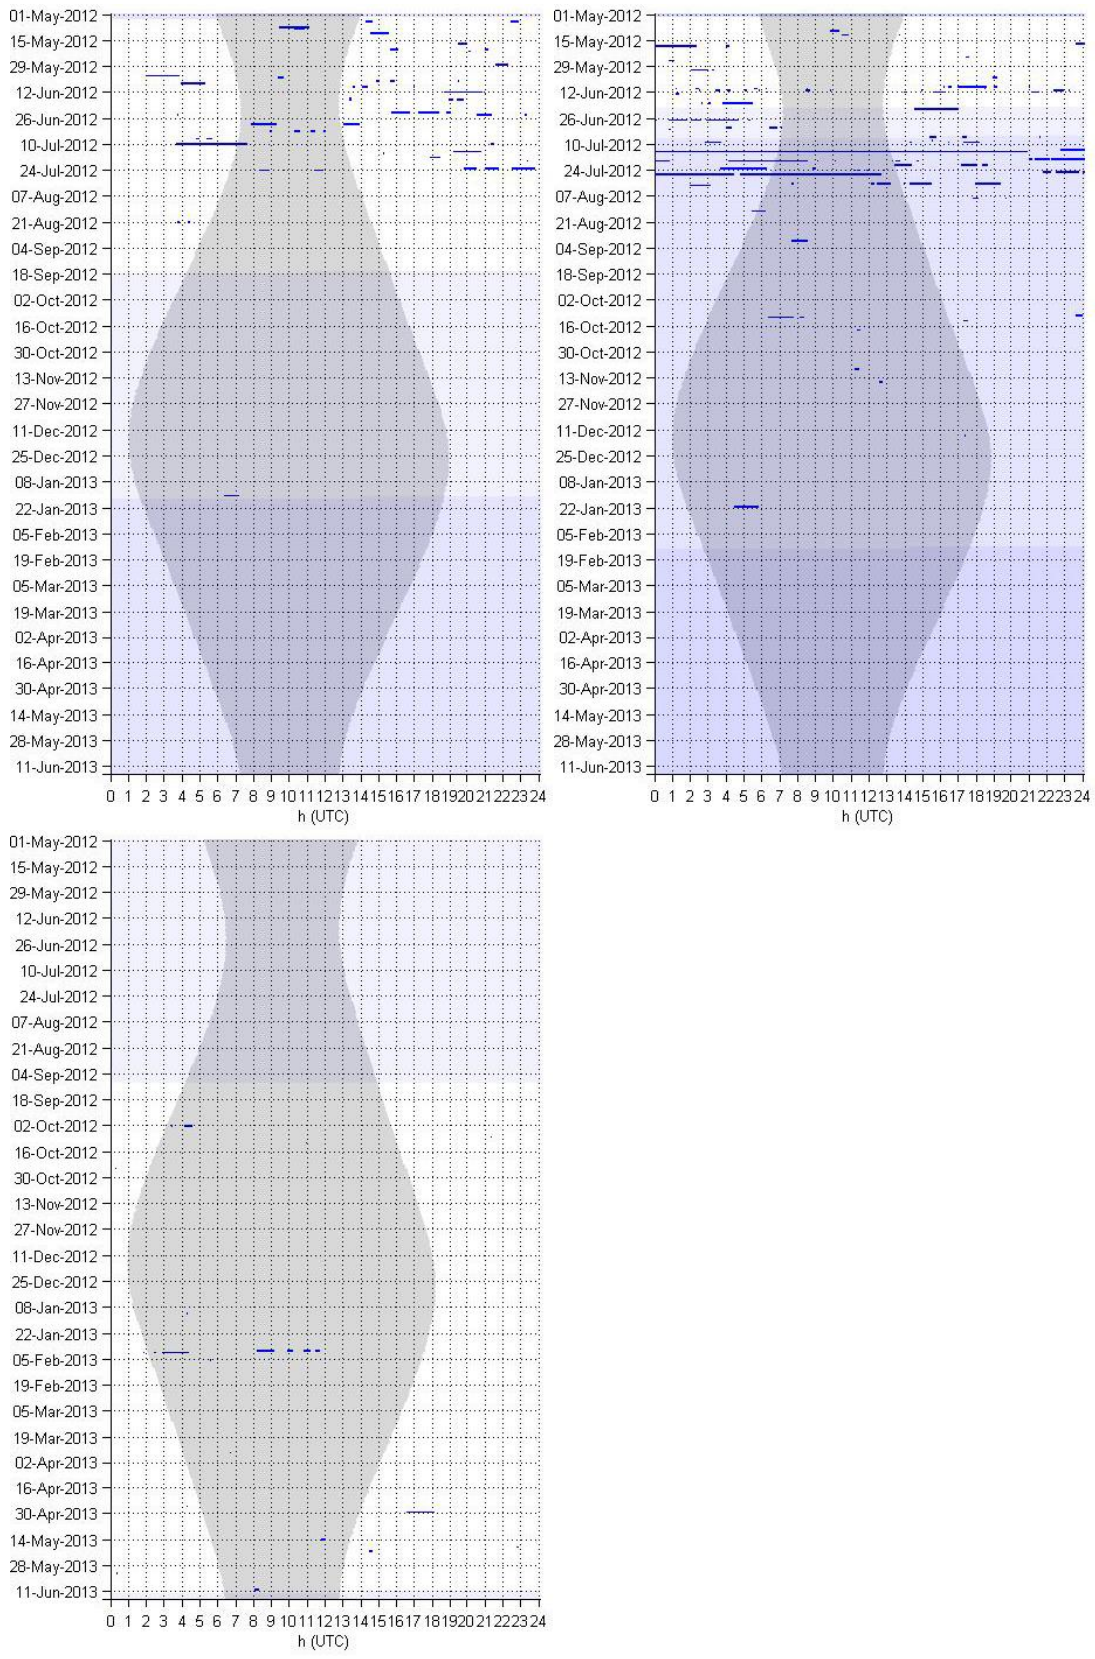 01-May-2012
15-May-2012
29-May-2012
12-Jun-2012
26-Jun-2012
10-Jul-2012
24-Jul-2012
07-Aug-2012
21-Aug-2012
04-Sep-2012
18-Sep-2012
02-Oct-2012
16-Oct-2012
30-Oct-2012
13-Nov-2012
27-Nov-2012
11-Dec-2012
25-Dec-2012
08-Jan-2013
22-Jan-2013
05-Feb-2013
19-Feb-2013
05-Mar-2013
19-Mar-2013
02-Apr-2013
16-Apr-2013
30-Apr-2013
14-May-2013
28-May-2013
11-Jun-2013
0 1 2 3 4 5 6 7 8 9 10 11 12 13 14 15 16 17 18 19 20 21 22 23 24
h (UTC)
01-May-2012
15-May-2012
29-May-2012
12-Jun-2012
26-Jun-2012
10-Jul-2012
24-Jul-2012
07-Aug-2012
21-Aug-2012
04-Sep-2012
18-Sep-2012
02-Oct-2012
16-Oct-2012
30-Oct-2012
13-Nov-2012
27-Nov-2012
11-Dec-2012
25-Dec-2012
08-Jan-2013
22-Jan-2013
05-Feb-2013
19-Feb-2013
05-Mar-2013
19-Mar-2013
02-Apr-2013
16-Apr-2013
30-Apr-2013
14-May-2013
28-May-2013
11-Jun-2013
0 1 2 3 4 5 6 7 8 9 10 11 12 13 14 15 16 17 18 19 20 21 22 23 24
h (UTC)
01-May-2012
15-May-2012
29-May-2012
12-Jun-2012
26-Jun-2012
10-Jul-2012
24-Jul-2012
07-Aug-2012
21-Aug-2012
04-Sep-2012
18-Sep-2012
02-Oct-2012
16-Oct-2012
30-Oct-2012
13-Nov-2012
27-Nov-2012
11-Dec-2012
25-Dec-2012
08-Jan-2013
22-Jan-2013
05-Feb-2013
19-Feb-2013
05-Mar-2013
19-Mar-2013
02-Apr-2013
16-Apr-2013
30-Apr-2013
14-May-2013
28-May-2013
11-Jun-2013
0 1 2 3 4 5 6 7 8 9 10 11 12 13 14 15 16 17 18 19 20 21 22 23 24
h (UTC)